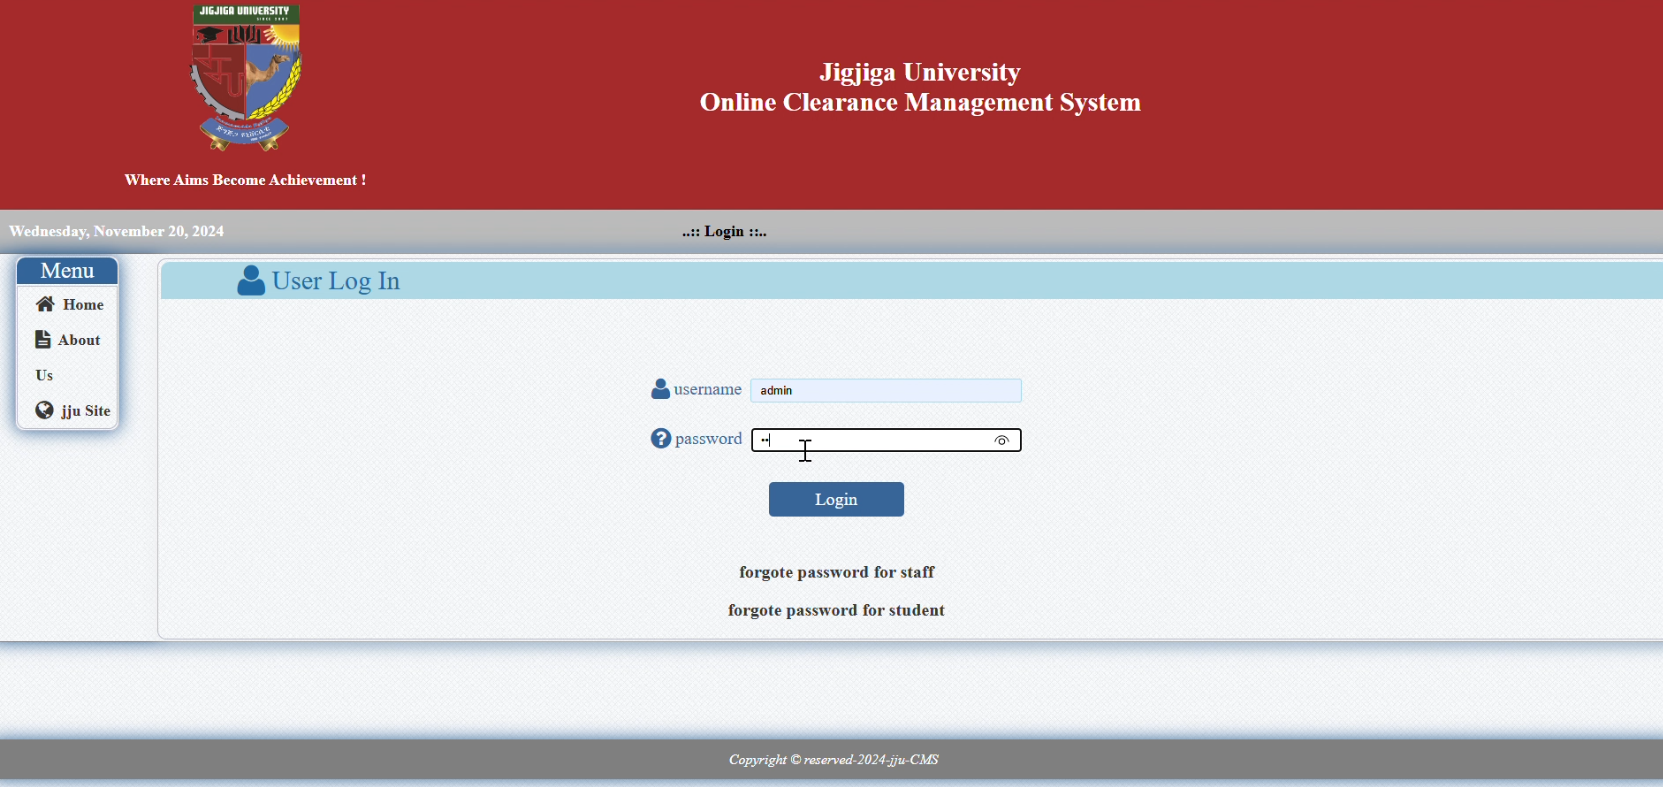 JIGJIGA UNIVERSITY
SINCE 2007
Jigjiga University
Online Clearance Management System
Where Aims Become Achievement !
Wednesday, November 20, 2024
..:: Login ::..
Menu
Home
About
Us
jju Site
User Log In
username admin
? password ••
Login
forgote password for staff
forgote password for student
Copyright © reserved-2024-jju-CMS